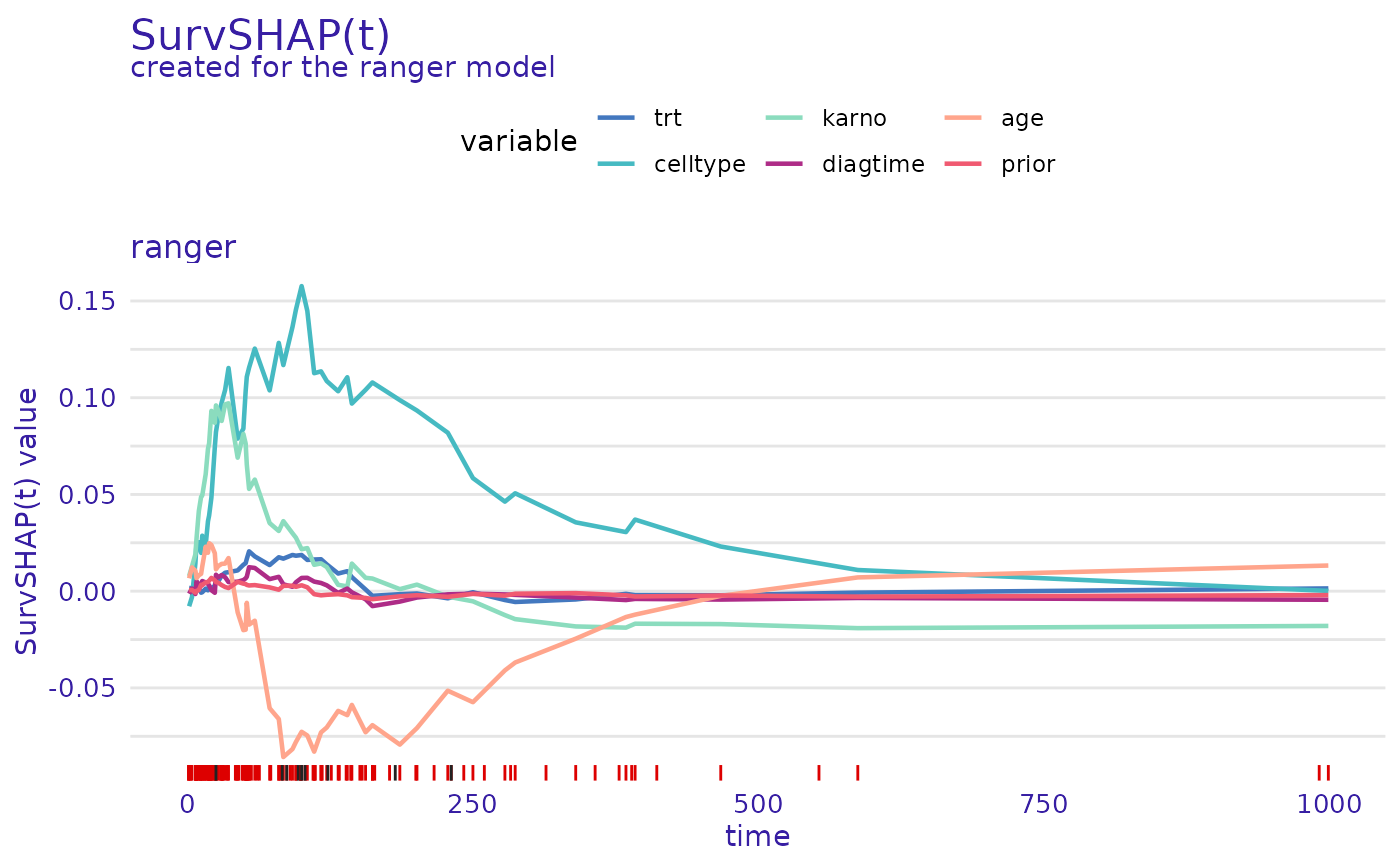 SurvSHAP(t)
created for the ranger model
variable
trt
karno
age
celltype
diagtime
prior
ranger
SurvSHAP(t) value
0.15
0.10
0.05
0.00
-0.05
0
250
500
750
1000
time